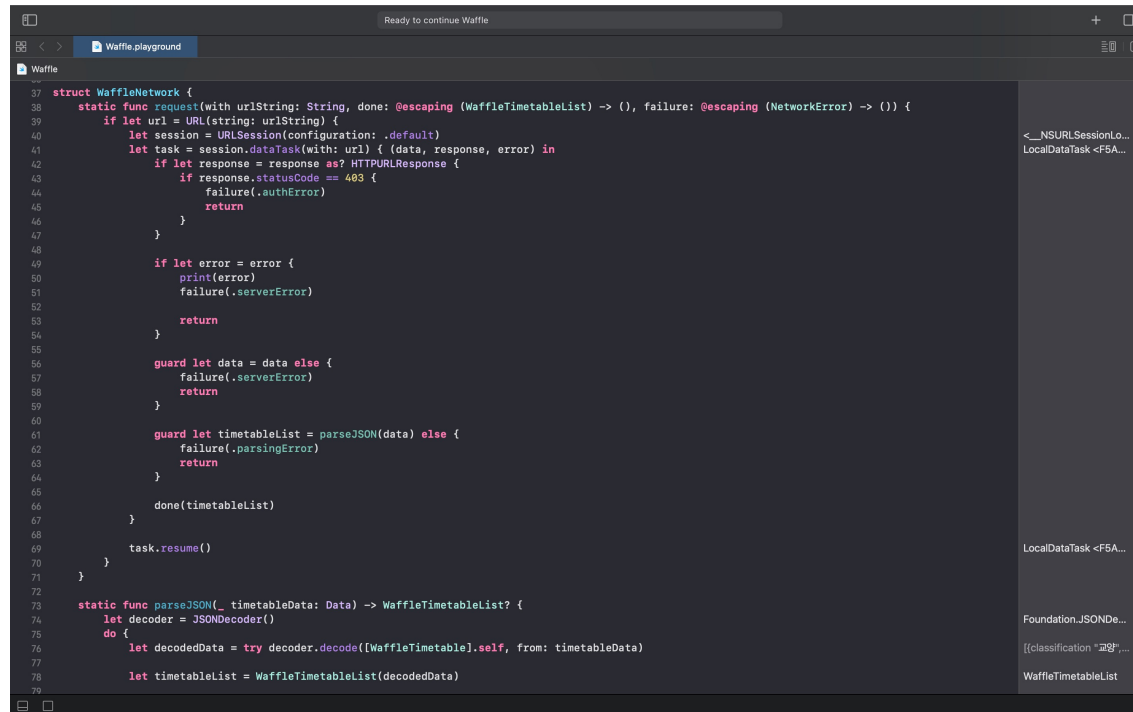 Ready to continue Waffle
Waffle.playground
Waffle
37 struct WaffleNetwork {
38 static func request(with urlString: String, done: @escaping (WaffleTimetableList) -> (), failure: @escaping (NetworkError) -> ()) {
39 if let url = URL(string: urlString) {
40 let session = URLSession(configuration: .default) <__NSURLSessionLo...
41 let task = session.dataTask(with: url) { (data, response, error) in LocalDataTask <F5A...
42 if let response = response as? HTTPURLResponse {
43 if response.statusCode == 403 {
44 failure(.authError)
45 return
46 }
47 }
48
49 if let error = error {
50 print(error)
51 failure(.serverError)
52
53 return
54 }
55
56 guard let data = data else {
57 failure(.serverError)
58 return
59 }
60
61 guard let timetableList = parseJSON(data) else {
62 failure(.parsingError)
63 return
64 }
65
66 done(timetableList)
67 }
68
69 task.resume() LocalDataTask <F5A...
70 }
71 }
72
73 static func parseJSON(_ timetableData: Data) -> WaffleTimetableList? {
74 let decoder = JSONDecoder() Foundation.JSONDe...
75 do {
76 let decodedData = try decoder.decode([WaffleTimetable].self, from: timetableData) [{classification "교양",...
77
78 let timetableList = WaffleTimetableList(decodedData) WaffleTimetableList
79